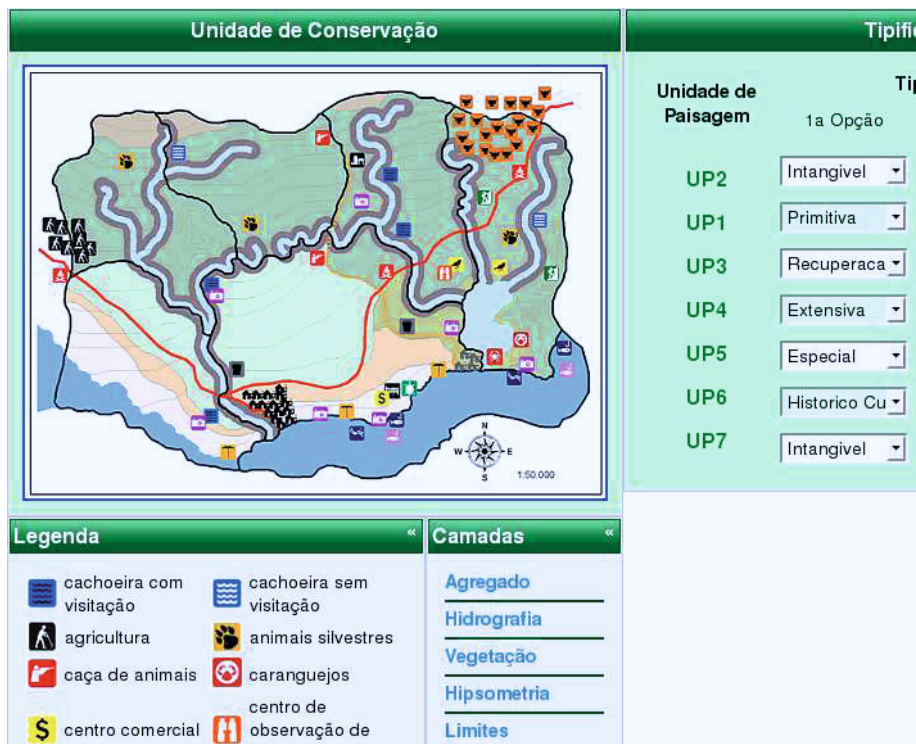 Unidade de Conservação
N
W
E
S
1:50.000
Tipific
Tip
Unidade de
Paisagem
1a Opção
UP2 Intangivel
UP1 Primitiva
UP3 Recuperaca
UP4 Extensiva
UP5 Especial
UP6 Historico Cu
UP7 Intangivel
Legenda «
cachoeira com
visitação
cachoeira sem
visitação
agricultura
animais silvestres
caça de animais
caranguejos
$ centro comercial
centro de
observação de
Camadas «
Agregado
Hidrografia
Vegetação
Hipsometria
Limites